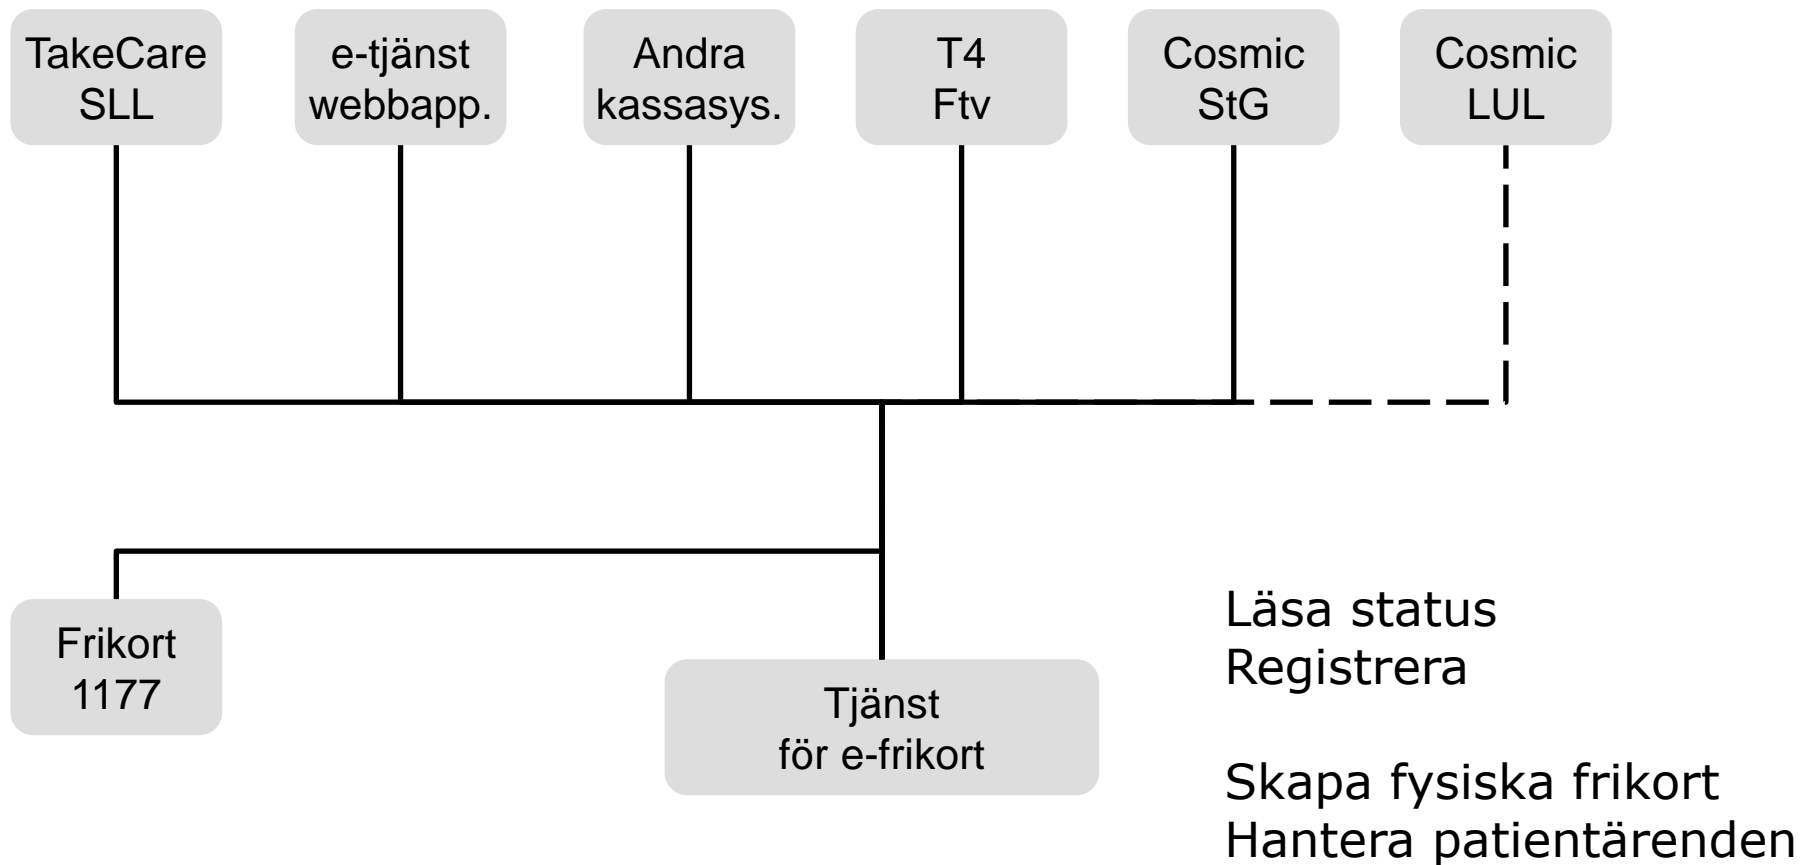 TakeCare
SLL
e-tjänst
webbapp.
Andra
kassasys.
T4
Ftv
Cosmic
StG
Cosmic
LUL
Frikort
1177
Tjänst
för e-frikort
Läsa status
Registrera
Skapa fysiska frikort
Hantera patientärenden